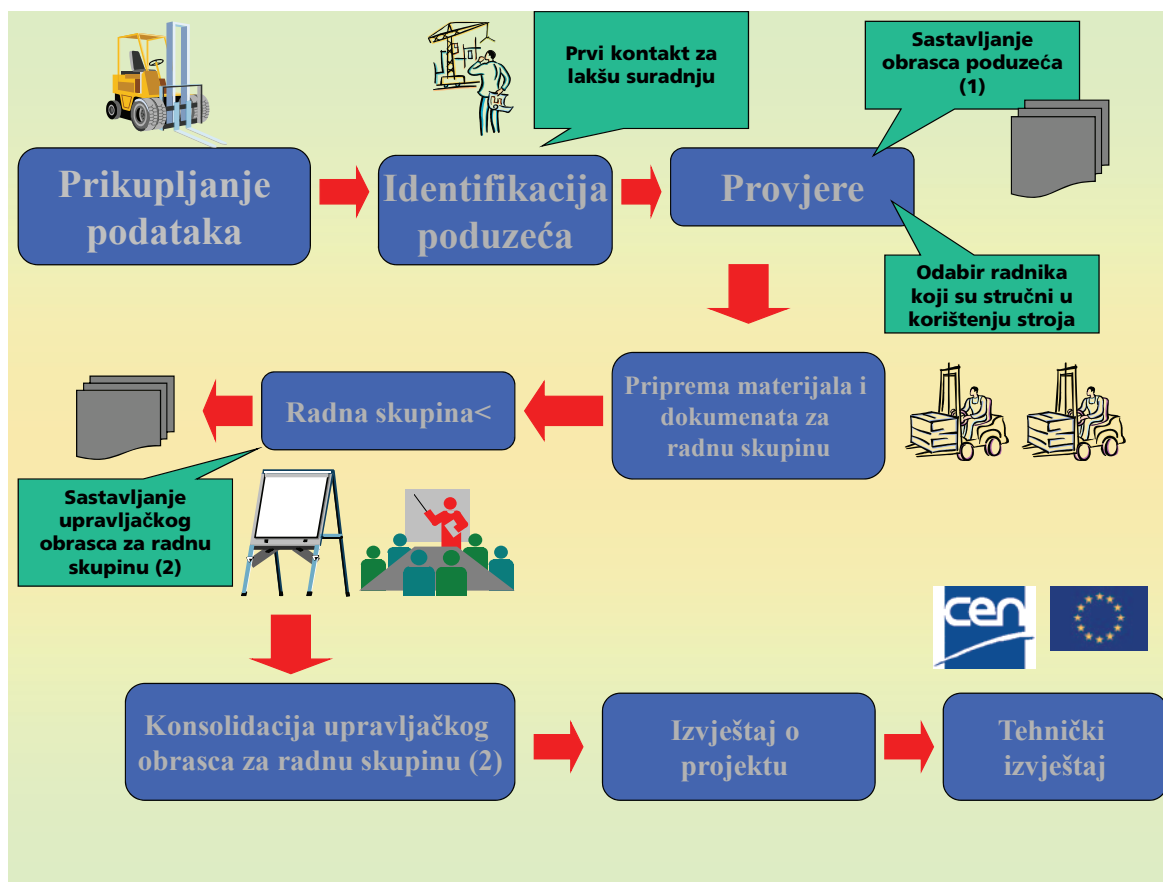 Prvi kontakt za
lakšu suradnju
Sastavljanje
obrasca poduzeća
(1)
Prikupljanje
podataka
Identifikacija
poduzeća
Provjere
Odabir radnika
koji su stručni u
korištenju stroja
Priprema materijala i
dokumenata za
radnu skupinu
Radna skupina<
Sastavljanje
upravljačkog
obrasca za radnu
skupinu (2)
cen
Konsolidacija upravljačkog
obrasca za radnu skupinu (2)
Izvještaj o
projektu
Tehnički
izvještaj